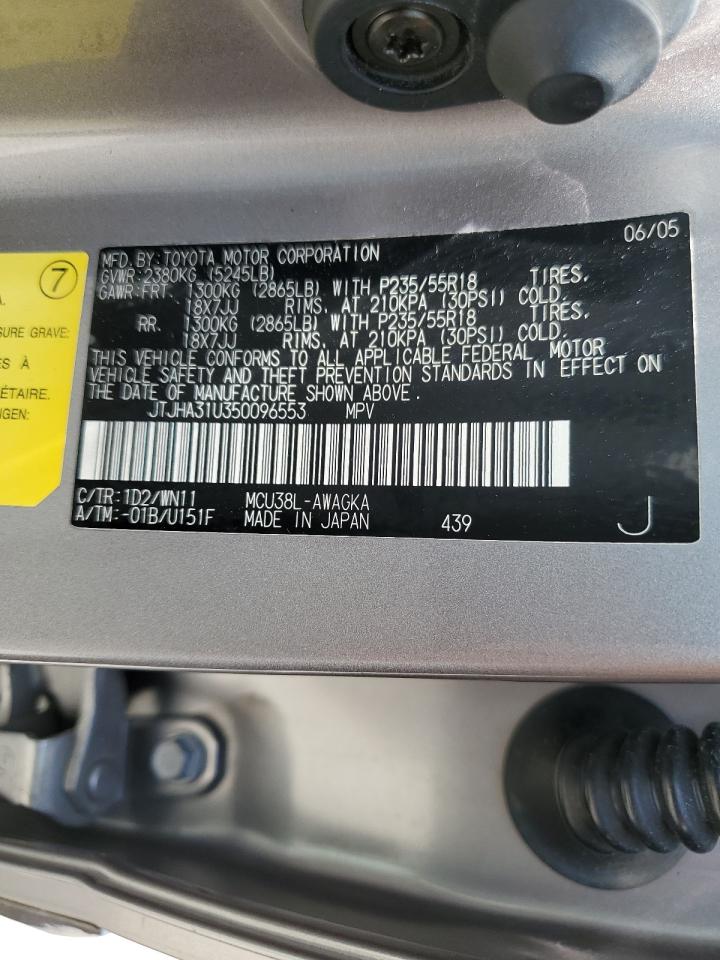 7
A.
SURE GRAVE:
ES À
ÉTAIRE.
NGEN:
MFD. BY: TOYOTA MOTOR CORPORATION 06/05
GVWR: 2380KG (5245LB)
GAWR: FRT. 1300KG (2865LB) WITH P235/55R18 TIRES,
18X7JJ RIMS, AT 210KPA (30PSI) COLD.
RR. 1300KG (2865LB) WITH P235/55R18 TIRES,
18X7JJ RIMS, AT 210KPA (30PSI) COLD.
THIS VEHICLE CONFORMS TO ALL APPLICABLE FEDERAL MOTOR
VEHICLE SAFETY AND THEFT PREVENTION STANDARDS IN EFFECT ON
THE DATE OF MANUFACTURE SHOWN ABOVE.
JTJHA31U350096553 MPV
C/TR: 1D2/WN11 MCU38L-AWAGKA
A/TM: -01B/U151F MADE IN JAPAN 439 J